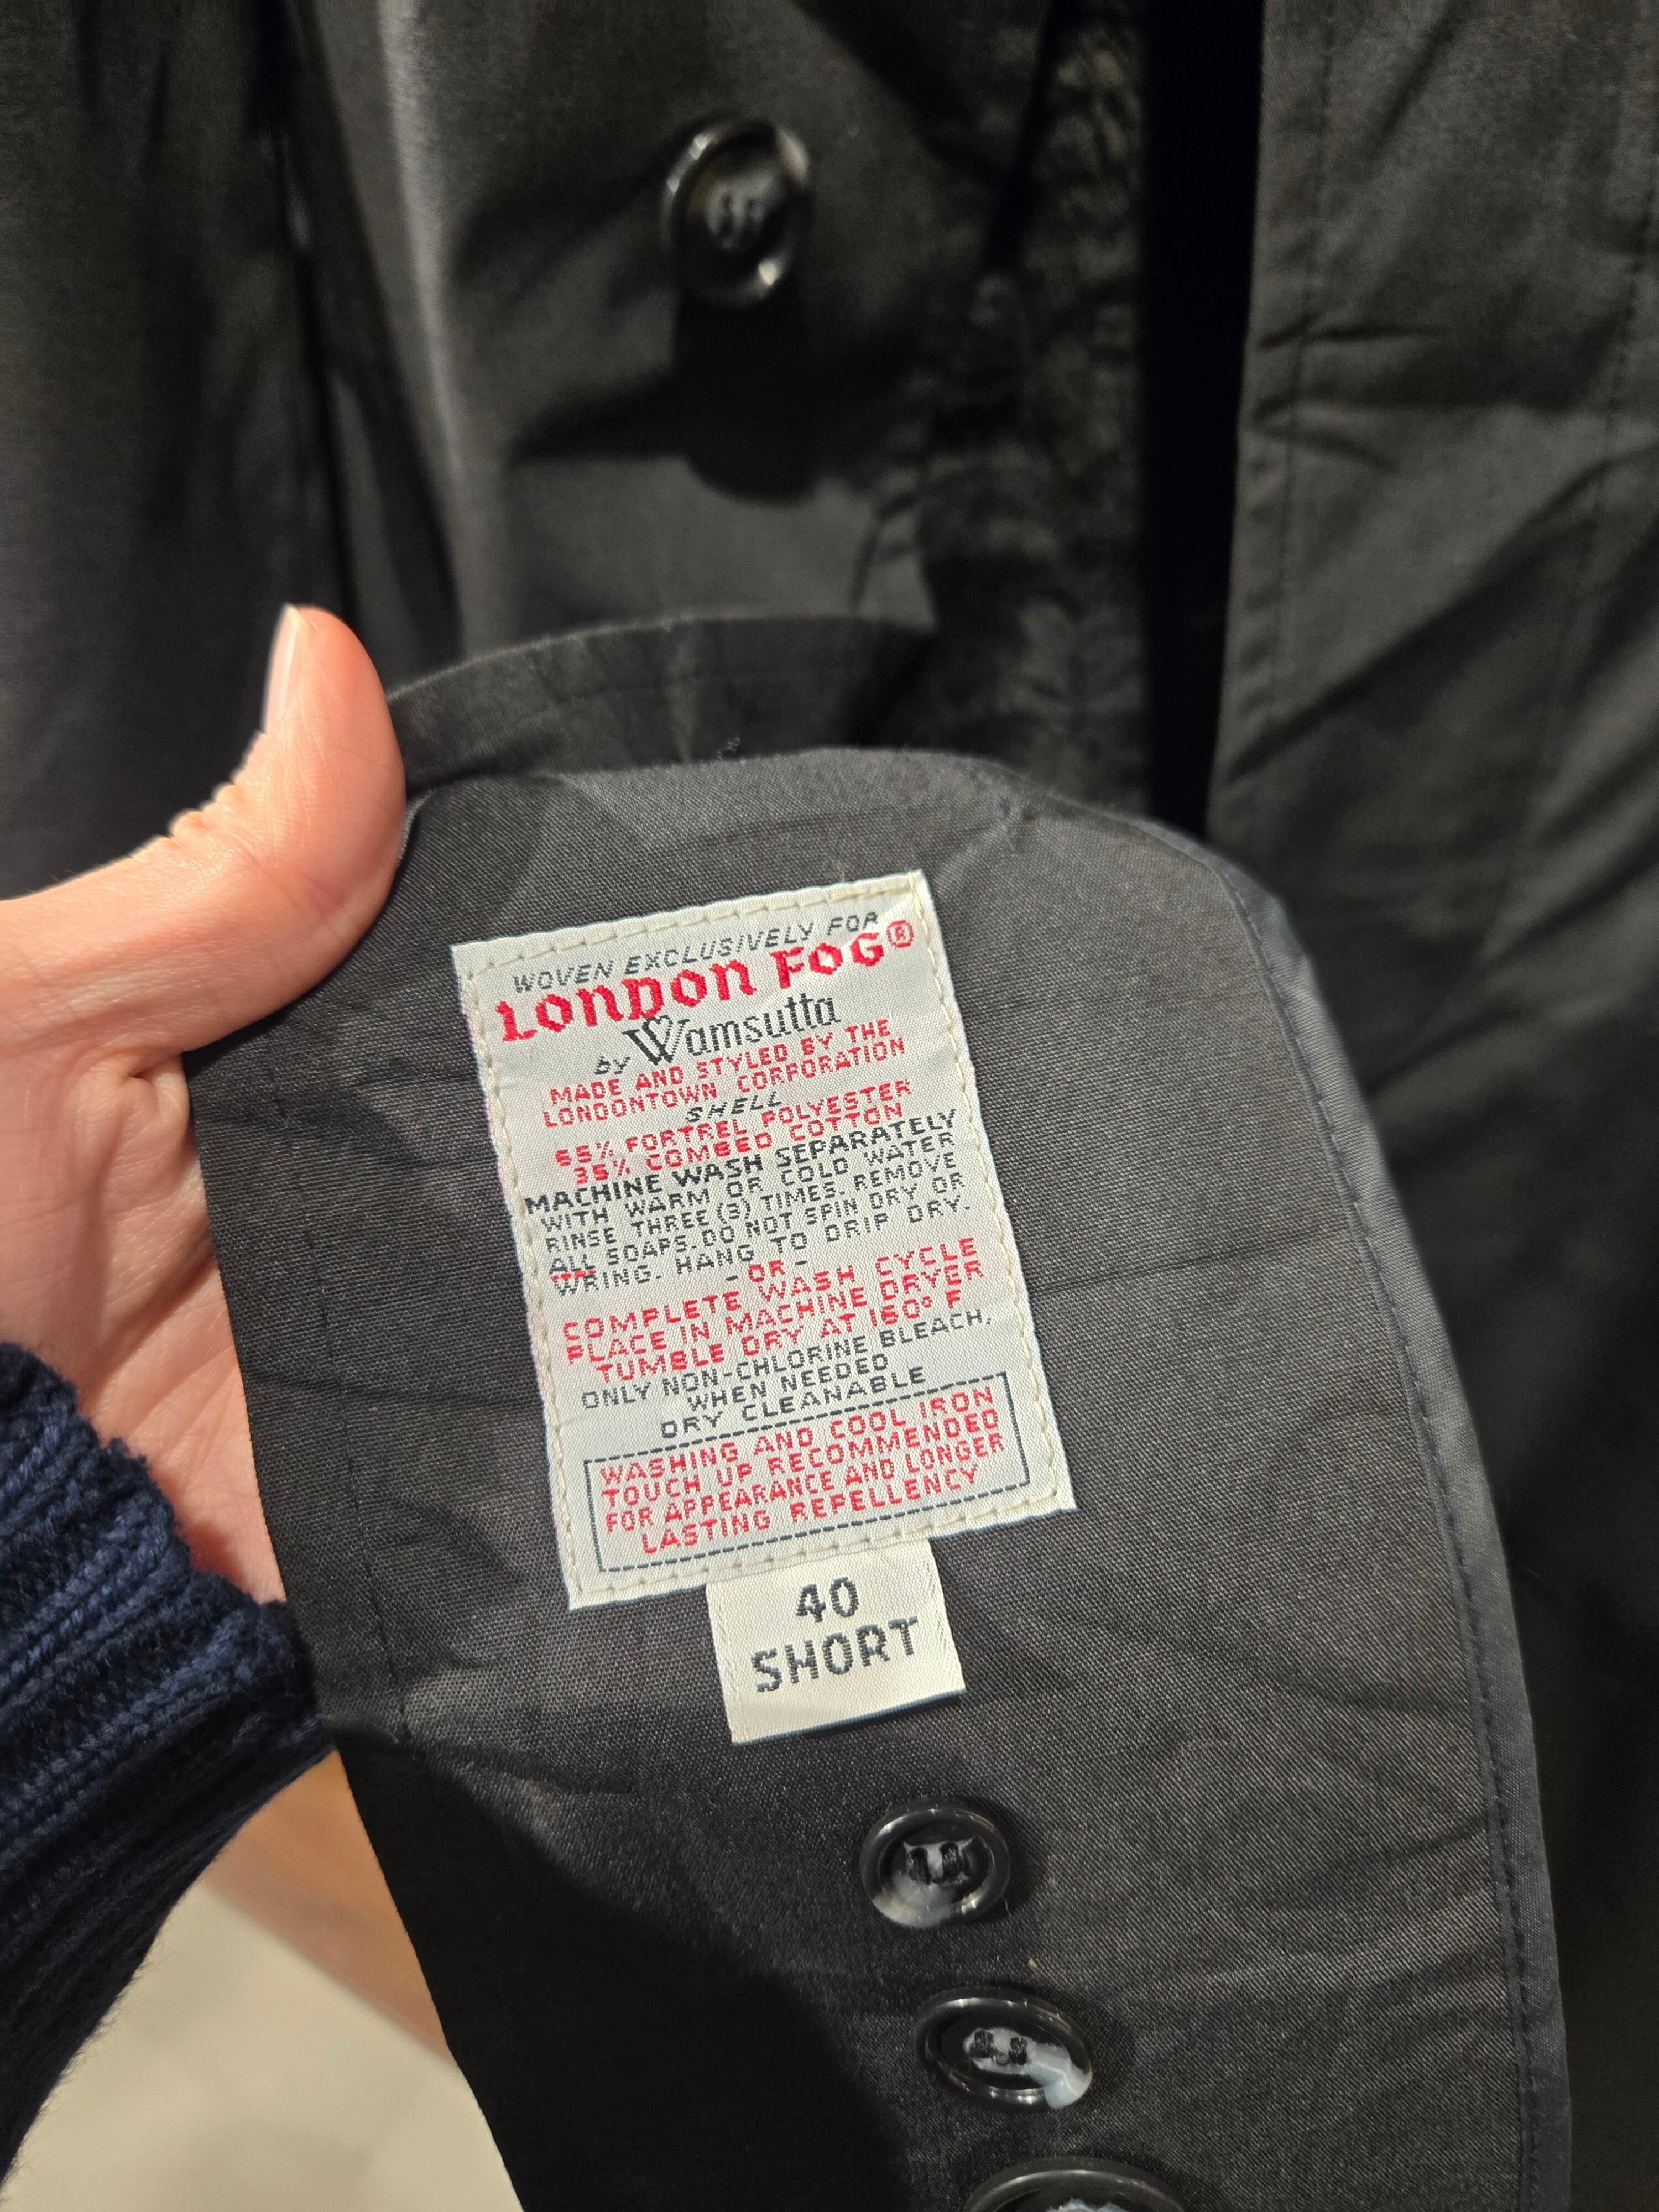 WOVEN EXCLUSIVELY FOR
LONDON FOG®
by Wamsutta
MADE AND STYLED BY THE
LONDONTOWN CORPORATION
SHELL
65% FORTREL POLYESTER
35% COMBED COTTON
MACHINE WASH SEPARATELY
WITH WARM OR COLD WATER
RINSE THREE (3) TIMES. REMOVE
ALL SOAPS. DO NOT SPIN DRY OR
WRING. HANG TO DRIP DRY.
- OR -
COMPLETE WASH CYCLE
PLACE IN MACHINE DRYER
TUMBLE DRY AT 160° F
ONLY NON-CHLORINE BLEACH,
WHEN NEEDED
DRY CLEANABLE
WASHING AND COOL IRON
TOUCH UP RECOMMENDED
FOR APPEARANCE AND LONGER
LASTING REPELLENCY
40
SHORT